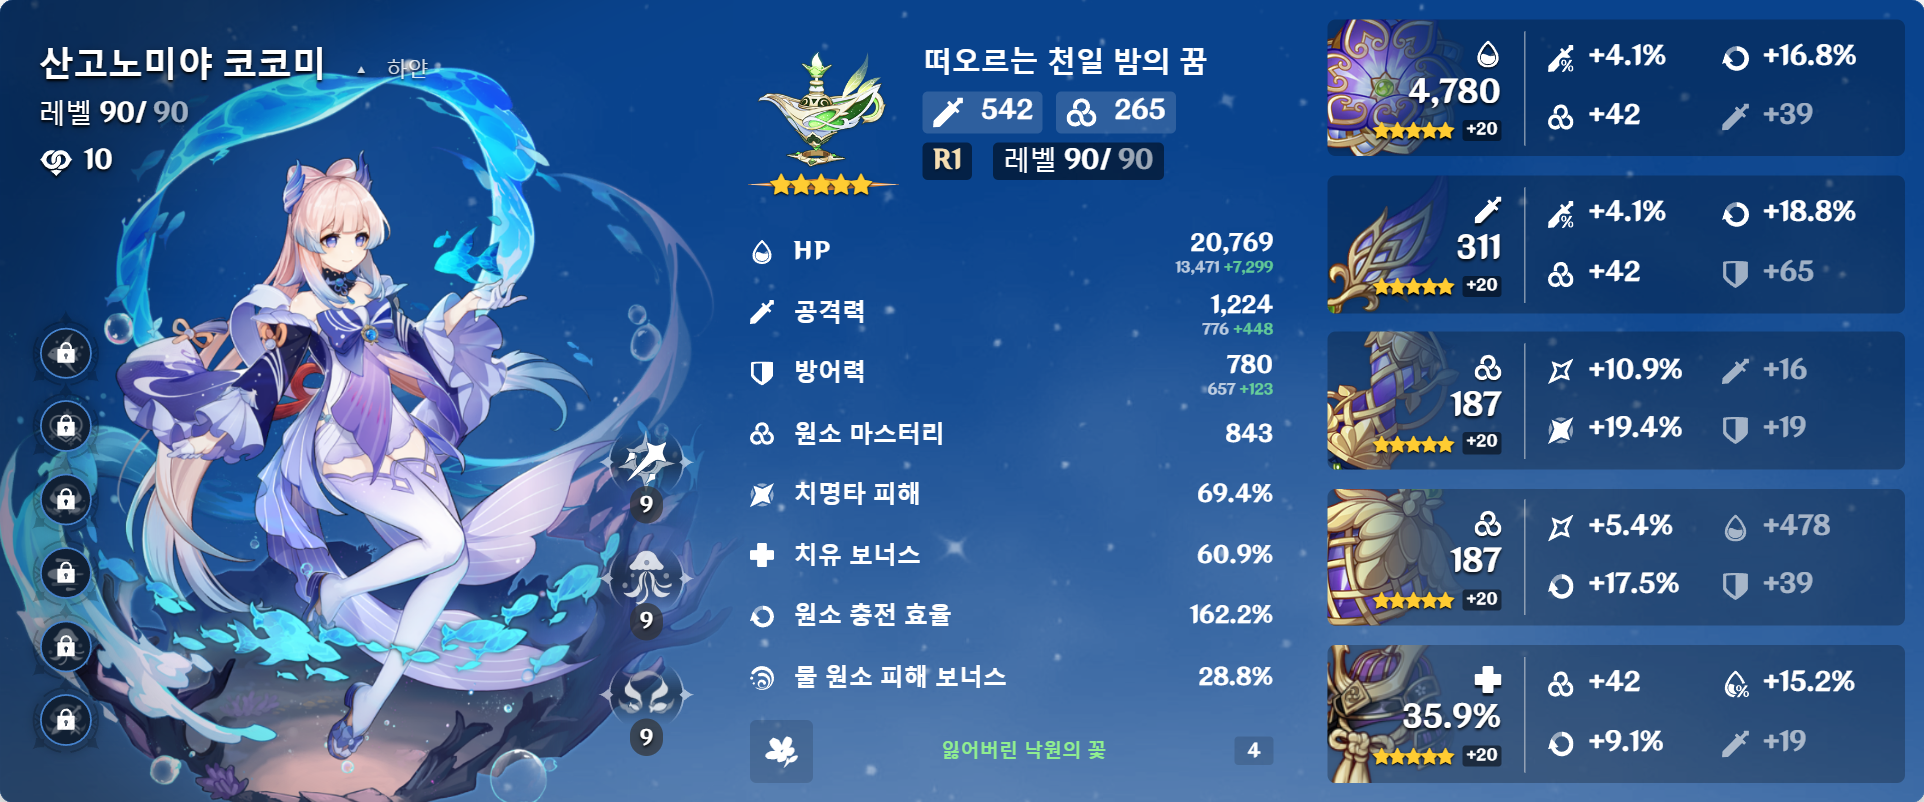 산고노미야 코코미 ▲ 하얀
레벨 90/ 90
10
9
9
9
떠오르는 천일 밤의 꿈
542 265
R1 레벨 90/ 90
HP 20,769
13,471 +7,299
공격력 1,224
776 +448
방어력 780
657 +123
원소 마스터리 843
치명타 피해 69.4%
치유 보너스 60.9%
원소 충전 효율 162.2%
물 원소 피해 보너스 28.8%
잃어버린 낙원의 꽃 4
4,780
+20
+4.1% +16.8%
+42 +39
311
+20
+4.1% +18.8%
+42 +65
187
+20
+10.9% +16
+19.4% +19
187
+20
+5.4% +478
+17.5% +39
35.9%
+20
+42 +15.2%
+9.1% +19